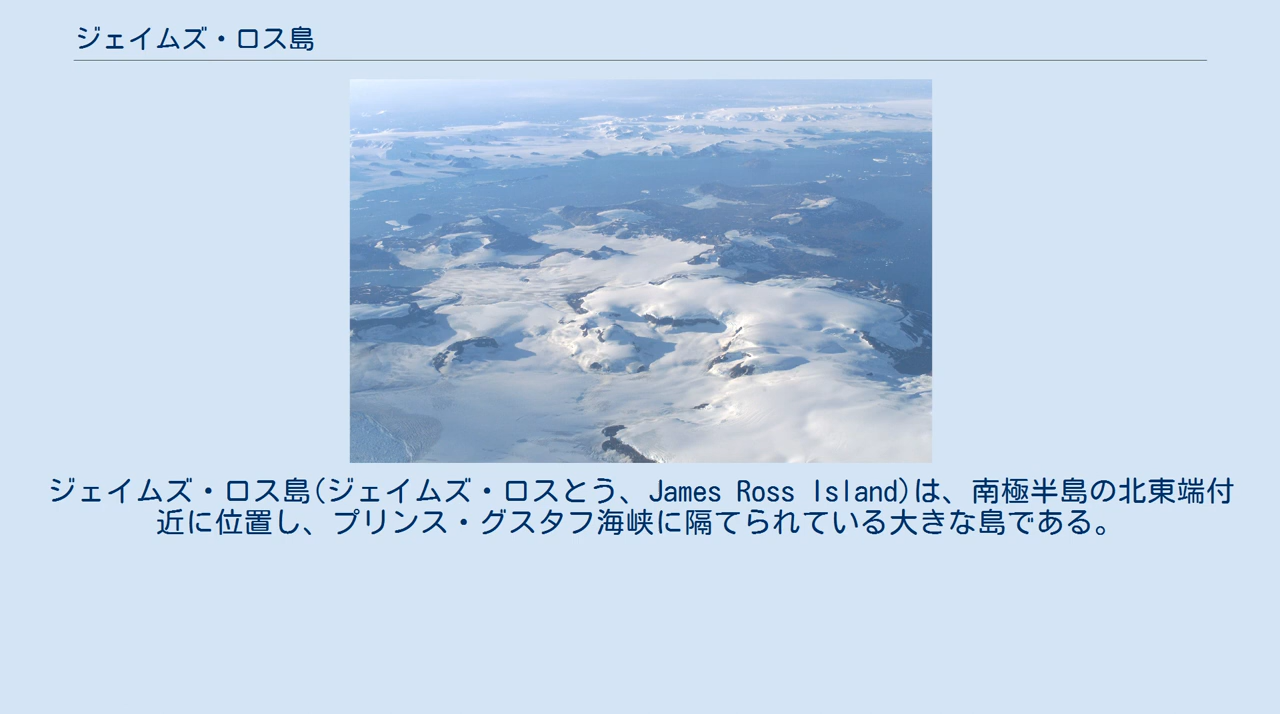 ジェイムズ・ロス島
ジェイムズ・ロス島(ジェイムズ・ロスとう、James Ross Island)は、南極半島の北東端付
近に位置し、プリンス・グスタフ海峡に隔てられている大きな島である。